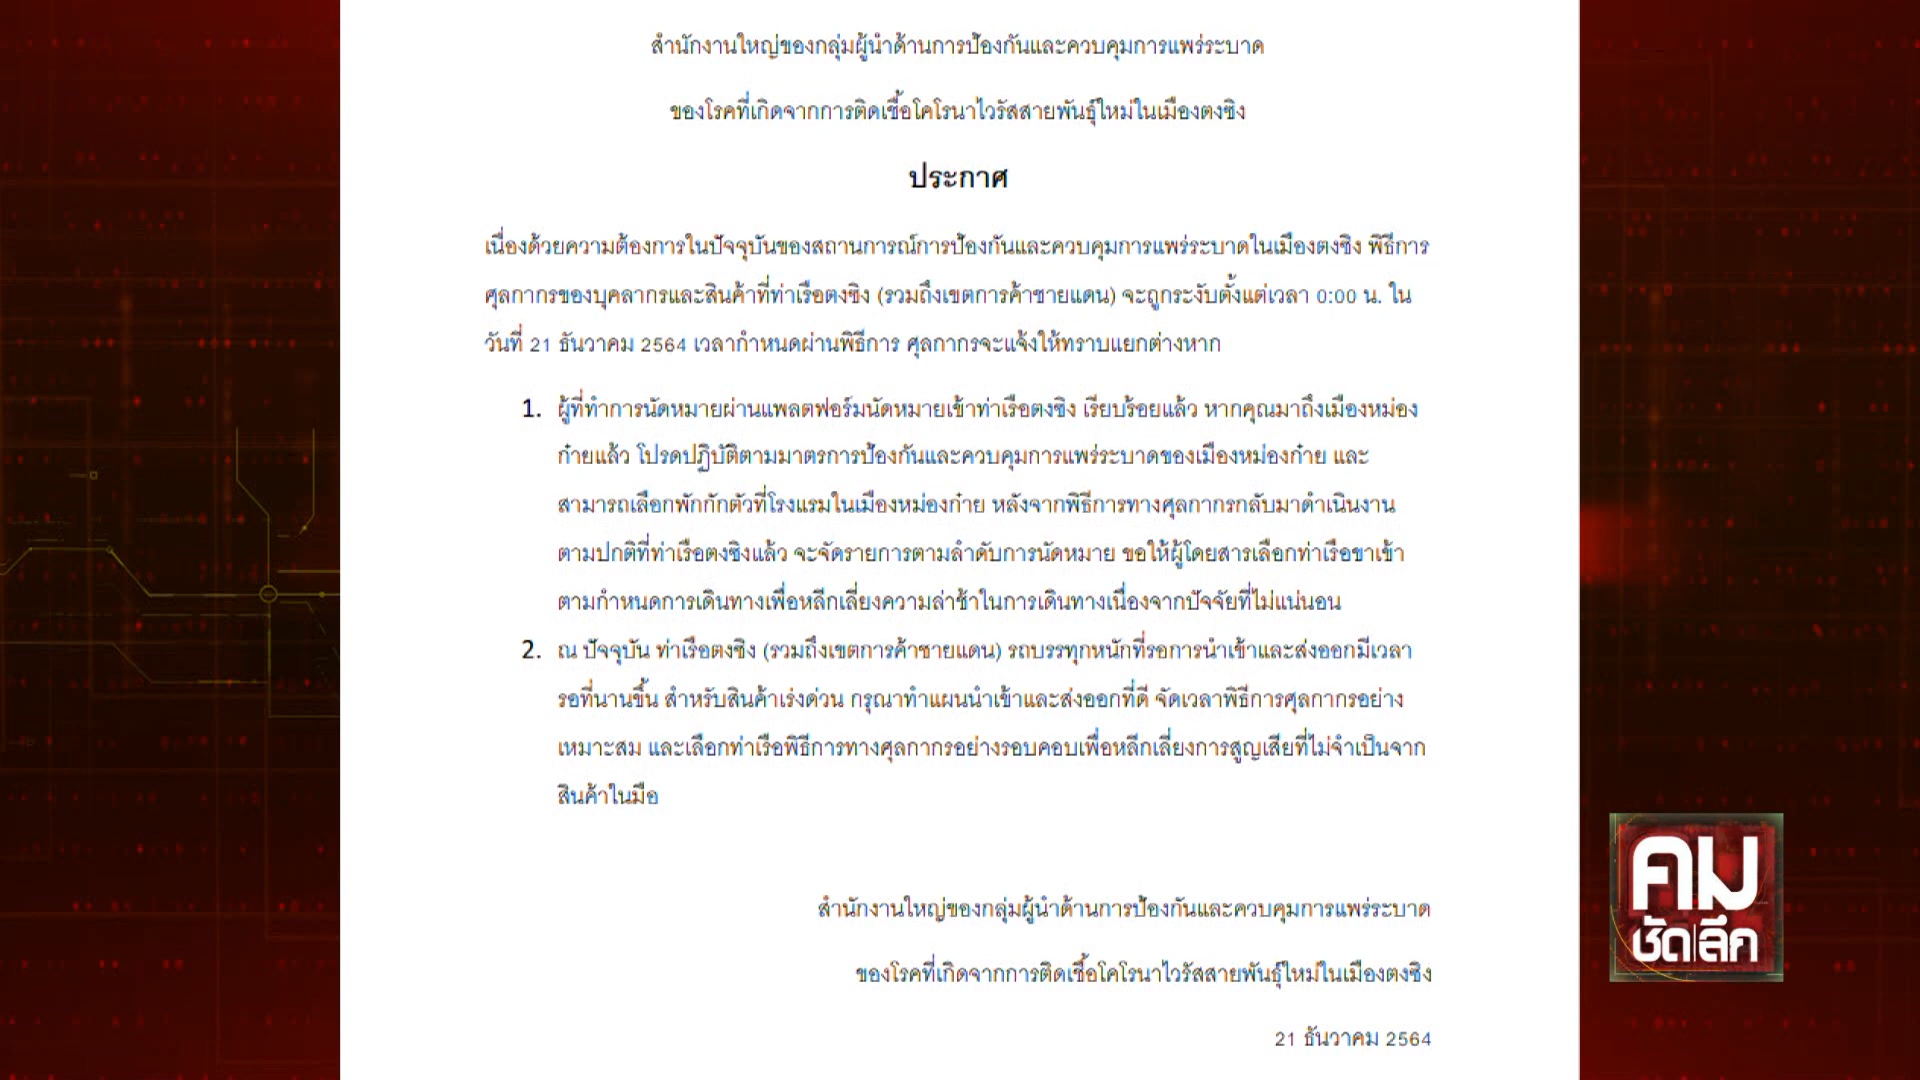 สำนักงานใหญ่ของกลุ่มผู้นำด้านการป้องกันและควบคุมการแพร่ระบาด
ของโรคที่เกิดจากการติดเชื้อโคโรนาไวรัสสายพันธุ์ใหม่ในเมืองตงซิง
ประกาศ
เนื่องด้วยความต้องการในปัจจุบันของสถานการณ์การป้องกันและควบคุมการแพร่ระบาดในเมืองตงซิง พิธีการ
ศุลกากรของบุคลากรและสินค้าที่ท่าเรือตงซิง (รวมถึงเขตการค้าชายแดน) จะถูกระงับตั้งแต่เวลา 0:00 น. ใน
วันที่ 21 ธันวาคม 2564 เวลากำหนดผ่านพิธีการ ศุลกากรจะแจ้งให้ทราบแยกต่างหาก
1. ผู้ที่ทำการนัดหมายผ่านแพลตฟอร์มนัดหมายเข้าท่าเรือตงซิง เรียบร้อยแล้ว หากคุณมาถึงเมืองหม่อง
ก๋ายแล้ว โปรดปฏิบัติตามมาตรการป้องกันและควบคุมการแพร่ระบาดของเมืองหม่องก๋าย และ
สามารถเลือกพักกักตัวที่โรงแรมในเมืองหม่องก๋าย หลังจากพิธีการทางศุลกากรกลับมาดำเนินงาน
ตามปกติที่ท่าเรือตงซิงแล้ว จะจัดรายการตามลำดับการนัดหมาย ขอให้ผู้โดยสารเลือกท่าเรือขาเข้า
ตามกำหนดการเดินทางเพื่อหลีกเลี่ยงความล่าช้าในการเดินทางเนื่องจากปัจจัยที่ไม่แน่นอน
2. ณ ปัจจุบัน ท่าเรือตงซิง (รวมถึงเขตการค้าชายแดน) รถบรรทุกหนักที่รอการนำเข้าและส่งออกมีเวลา
รอที่นานขึ้น สำหรับสินค้าเร่งด่วน กรุณาทำแผนนำเข้าและส่งออกที่ดี จัดเวลาพิธีการศุลกากรอย่าง
เหมาะสม และเลือกท่าเรือพิธีการทางศุลกากรอย่างรอบคอบเพื่อหลีกเลี่ยงการสูญเสียที่ไม่จำเป็นจาก
สินค้าในมือ
สำนักงานใหญ่ของกลุ่มผู้นำด้านการป้องกันและควบคุมการแพร่ระบาด
ของโรคที่เกิดจากการติดเชื้อโคโรนาไวรัสสายพันธุ์ใหม่ในเมืองตงซิง
21 ธันวาคม 2564
คม
ชัดลึก